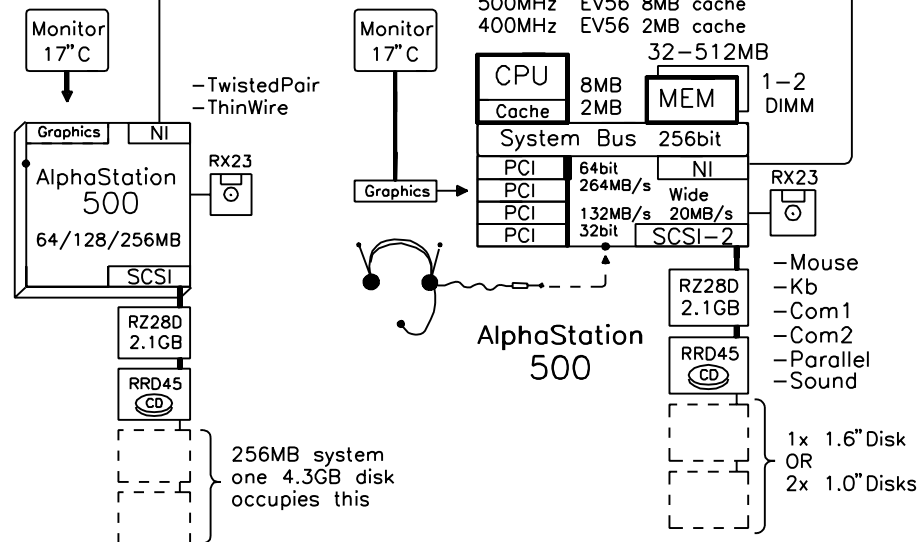 500MHz EV56 8MB cache
400MHz EV56 2MB cache
Monitor
17"C
-TwistedPair
-ThinWire
Graphics
NI
AlphaStation
500
64/128/256MB
SCSI
RX23
RZ28D
2.1GB
RRD45
CD
256MB system
one 4.3GB disk
occupies this
Monitor
17"C
Graphics
CPU
Cache
8MB
2MB
32-512MB
MEM
1-2
DIMM
System Bus 256bit
PCI
PCI
PCI
PCI
64bit
264MB/s
132MB/s
32bit
NI
Wide
20MB/s
SCSI-2
RX23
AlphaStation
500
RZ28D
2.1GB
RRD45
CD
-Mouse
-Kb
-Com1
-Com2
-Parallel
-Sound
1x 1.6"Disk
OR
2x 1.0"Disks